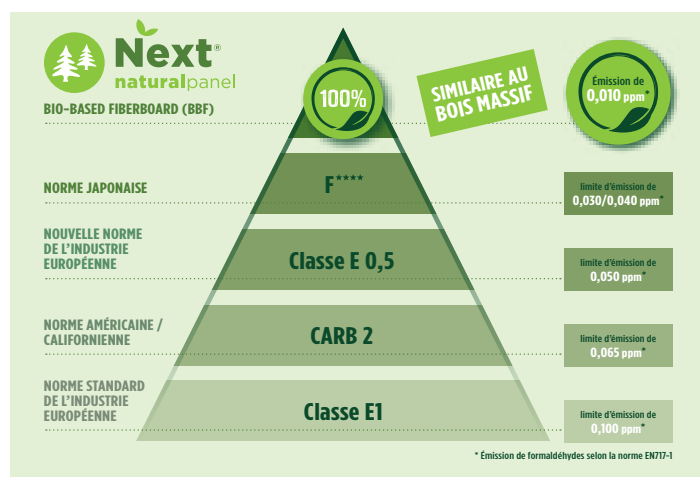 Next®
naturalpanel
BIO-BASED FIBERBOARD (BBF)
100%
SIMILAIRE AU
BOIS MASSIF
Émission de
0,010 ppm*
NORME JAPONAISE
F****
limite d'émission de
0,030/0,040 ppm*
NOUVELLE NORME
DE L'INDUSTRIE
EUROPÉENNE
Classe E 0,5
limite d'émission de
0,050 ppm*
NORME AMÉRICAINE /
CALIFORNIENNE
CARB 2
limite d'émission de
0,065 ppm*
NORME STANDARD
DE L'INDUSTRIE
EUROPÉENNE
Classe E1
limite d'émission de
0,100 ppm*
* Émission de formaldéhydes selon la norme EN717-1